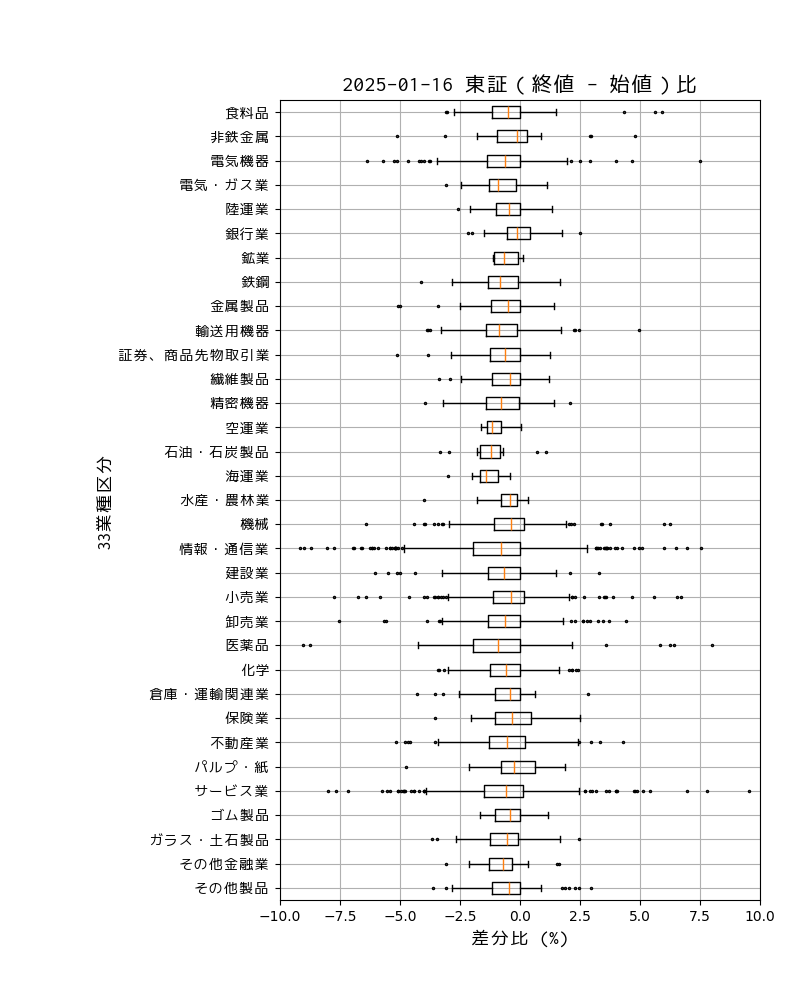 2025-01-16 東証 ( 終値 - 始値 ) 比
食料品
非鉄金属
電気機器
電気・ガス業
陸運業
銀行業
鉱業
鉄鋼
金属製品
輸送用機器
証券、商品先物取引業
繊維製品
精密機器
空運業
石油・石炭製品
海運業
水産・農林業
機械
情報・通信業
建設業
小売業
卸売業
医薬品
化学
倉庫・運輸関連業
保険業
不動産業
パルプ・紙
サービス業
ゴム製品
ガラス・土石製品
その他金融業
その他製品
33業種区分
−10.0 −7.5 −5.0 −2.5 0.0 2.5 5.0 7.5 10.0
差分比 (%)